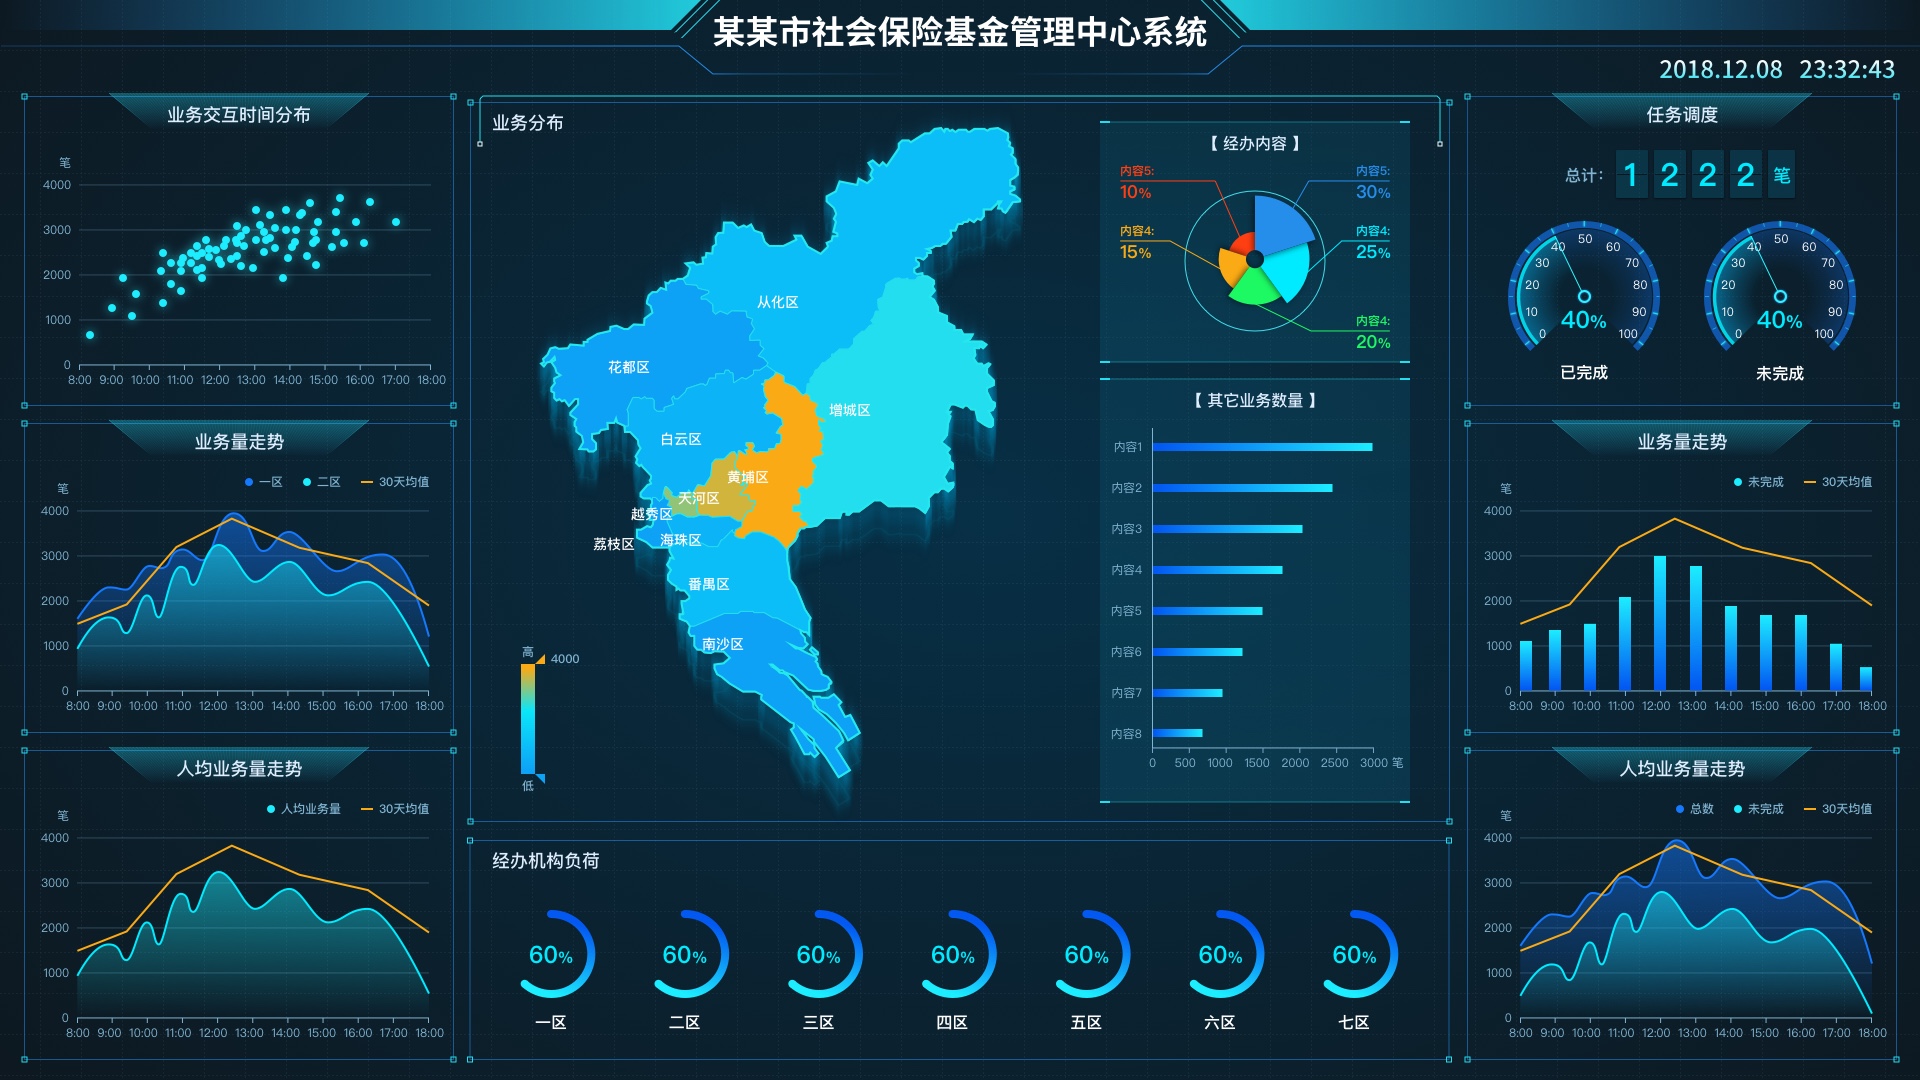 某某市社会保险基金管理中心系统
2018.12.08 23:32:43
业务交互时间分布
笔
4000
3000
2000
1000
0
8:00 9:00 10:00 11:00 12:00 13:00 14:00 15:00 16:00 17:00 18:00
业务量走势
一区 二区 30天均值
笔
4000
3000
2000
1000
0
8:00 9:00 10:00 11:00 12:00 13:00 14:00 15:00 16:00 17:00 18:00
人均业务量走势
人均业务量 30天均值
笔
4000
3000
2000
1000
0
8:00 9:00 10:00 11:00 12:00 13:00 14:00 15:00 16:00 17:00 18:00
业务分布
从化区
花都区
增城区
白云区
黄埔区
天河区
越秀区
荔枝区
海珠区
番禺区
南沙区
高
4000
低
【 经办内容 】
内容5:
10%
内容5:
30%
内容4:
15%
内容4:
25%
内容4:
20%
【 其它业务数量 】
内容1
内容2
内容3
内容4
内容5
内容6
内容7
内容8
0 500 1000 1500 2000 2500 3000 笔
经办机构负荷
60% 60% 60% 60% 60% 60% 60%
一区 二区 三区 四区 五区 六区 七区
任务调度
总计: 1 2 2 2 笔
0 10 20 30 40 50 60 70 80 90 100
40%
已完成
0 10 20 30 40 50 60 70 80 90 100
40%
未完成
业务量走势
未完成 30天均值
笔
4000
3000
2000
1000
0
8:00 9:00 10:00 11:00 12:00 13:00 14:00 15:00 16:00 17:00 18:00
人均业务量走势
总数 未完成 30天均值
笔
4000
3000
2000
1000
0
8:00 9:00 10:00 11:00 12:00 13:00 14:00 15:00 16:00 17:00 18:00